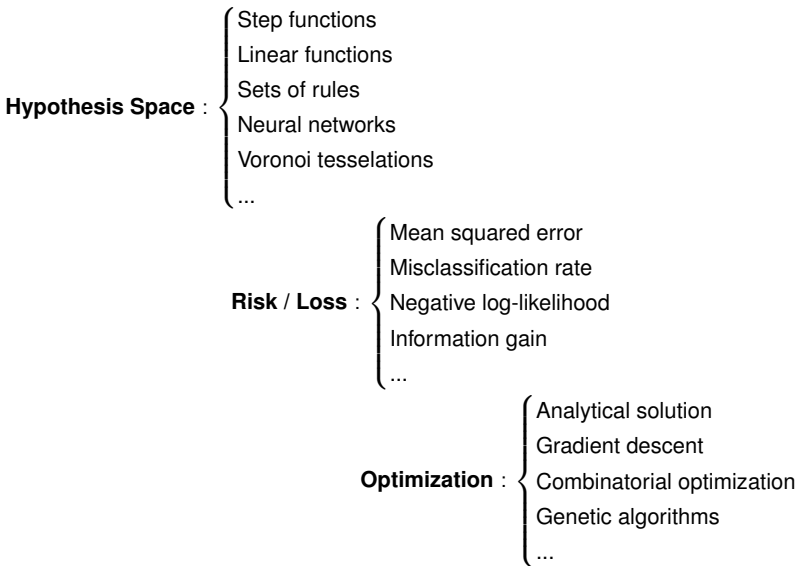 Step functions
Linear functions
Sets of rules
Hypothesis Space :
Neural networks
Voronoi tesselations
...
Mean squared error
Misclassification rate
Risk / Loss :
Negative log-likelihood
Information gain
...
Analytical solution
Gradient descent
Optimization :
Combinatorial optimization
Genetic algorithms
...